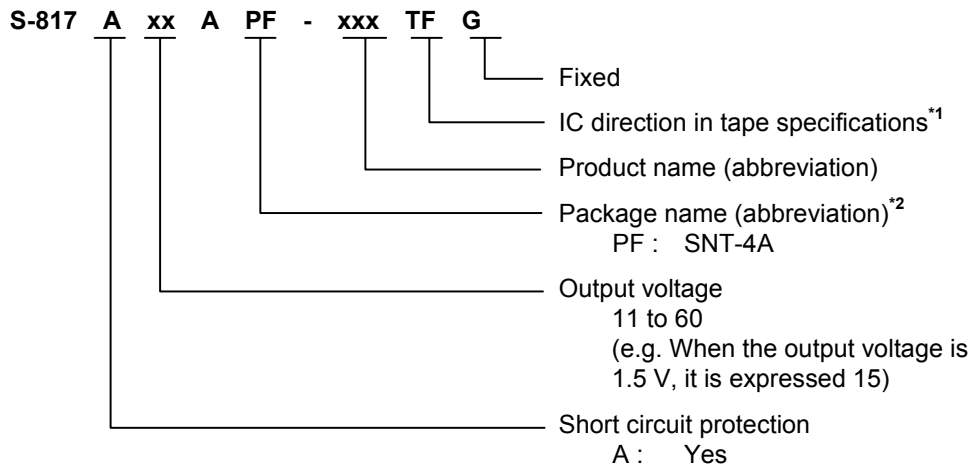 S-817 A xx A PF - xxx TF G
Fixed
IC direction in tape specifications*1
Product name (abbreviation)
Package name (abbreviation)*2
PF : SNT-4A
Output voltage
11 to 60
(e.g. When the output voltage is
1.5 V, it is expressed 15)
Short circuit protection
A : Yes